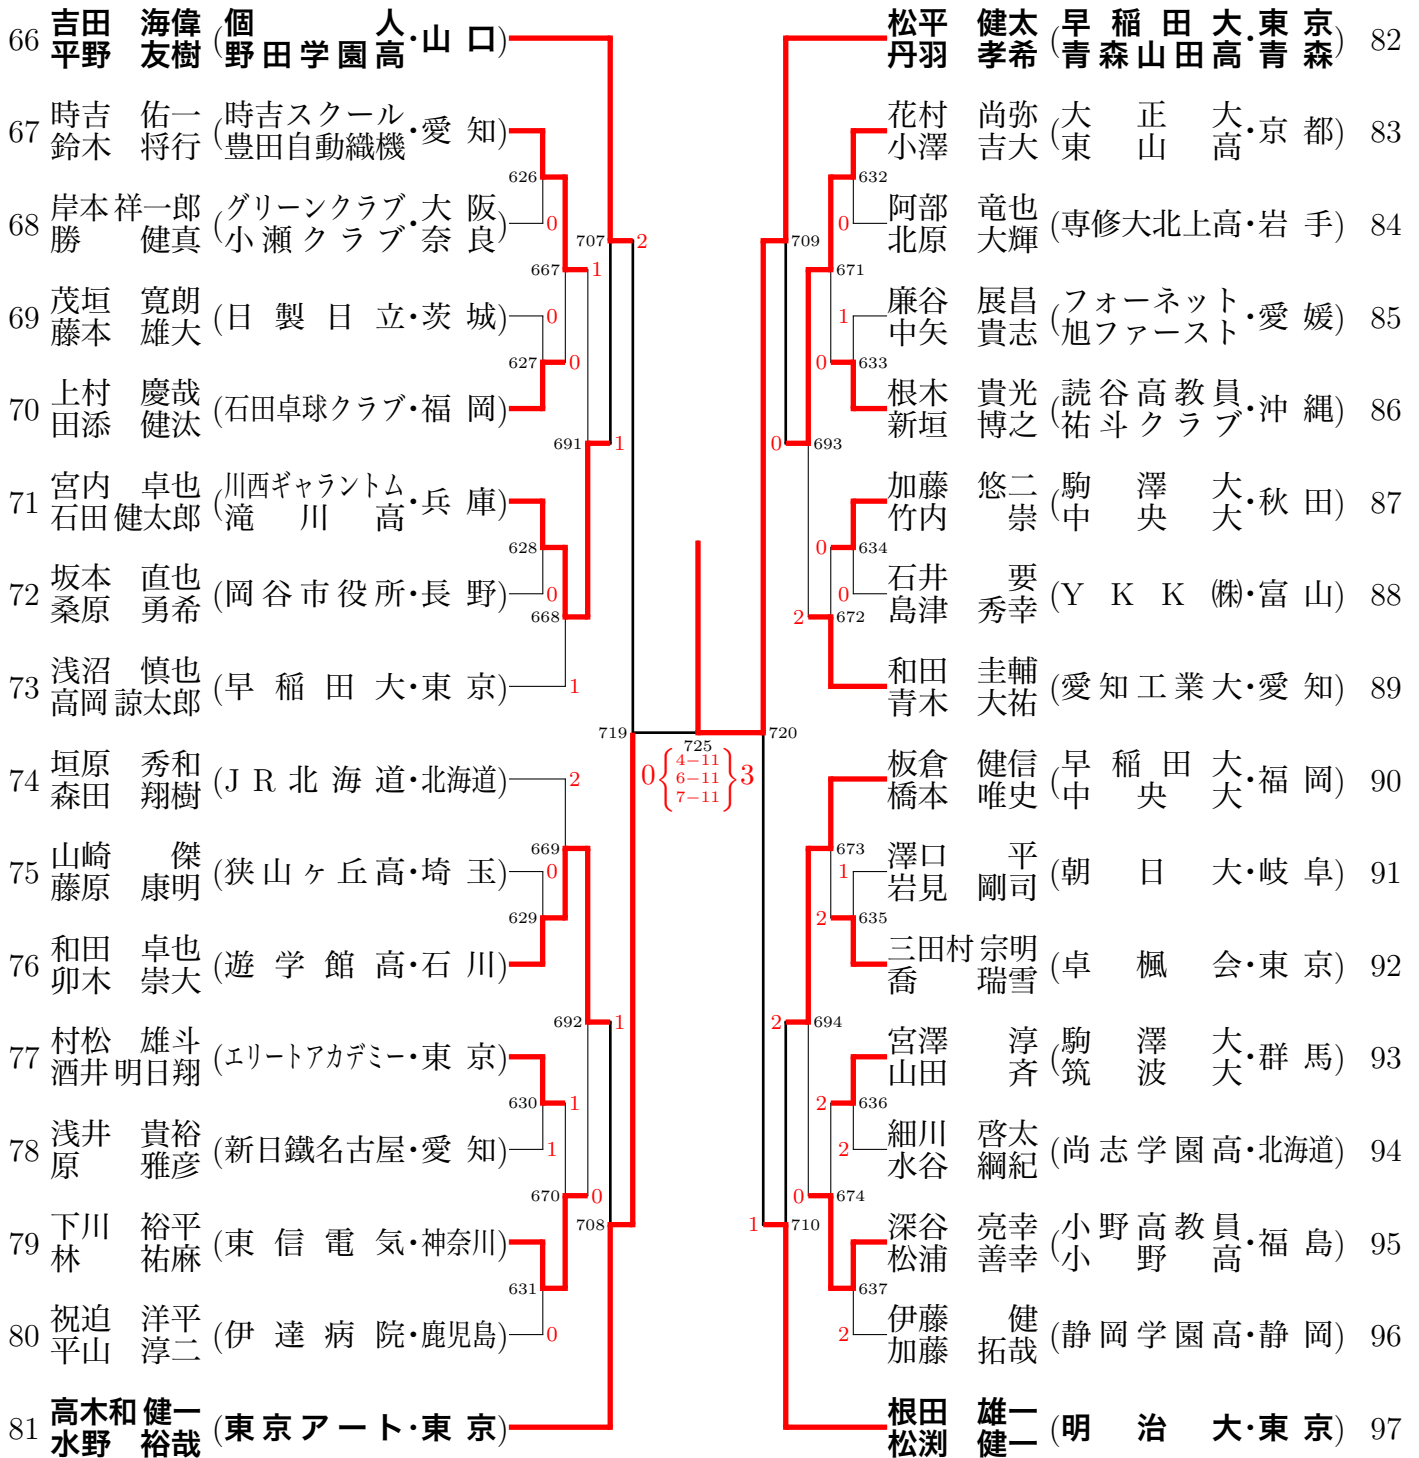 66 吉田 海偉 平野 友樹 (個人 野田学園高・山口)
67 時吉 佑一 鈴木 将行 (時吉スクール 豊田自動織機・愛知)
68 岸本 祥一郎 勝 健真 (グリーンクラブ・大阪 小瀬クラブ・奈良)
69 茂垣 寛朗 藤本 雄大 (日製日立・茨城)
70 上村 慶哉 田添 健汰 (石田卓球クラブ・福岡)
71 宮内 卓也 石田 健太郎 (川西ギャラントム 滝川高・兵庫)
72 坂本 直也 桑原 勇希 (岡谷市役所・長野)
73 浅沼 慎也 高岡 諒太郎 (早稲田大・東京)
74 垣原 秀和 森田 翔樹 (JR北海道・北海道)
75 山崎 傑 藤原 康明 (狭山ヶ丘高・埼玉)
76 和田 卓也 卯木 崇大 (遊学館高・石川)
77 村松 雄斗 酒井 明日翔 (エリートアカデミー・東京)
78 浅井 貴裕 原 雅彦 (新日鐵名古屋・愛知)
79 下川 裕平 林 祐麻 (東信電気・神奈川)
80 祝迫 洋平 平山 淳二 (伊達病院・鹿児島)
81 高木和 健一 水野 裕哉 (東京アート・東京)
626 0
667 1
627 0 0
707 2
691 1
628 0
668 1
719
669 2
629 0
692 1
630 1 1
670 0
631 0
708
725
0 { 4-11 6-11 7-11 } 3
720
709
632 0
671
633 1 0
693 0
634 0 0
672 2
673
635 1 2
694 2
636 2 2
674 0
637 2
710 1
松平 健太 丹羽 孝希 (早稲田大・東京 青森山田高・青森) 82
花村 尚弥 小澤 吉大 (大正大 東山高・京都) 83
阿部 竜也 北原 大輝 (専修大北上高・岩手) 84
廉谷 展昌 中矢 貴志 (フォーネット 旭ファースト・愛媛) 85
根木 貴光 新垣 博之 (読谷高教員 祐斗クラブ・沖縄) 86
加藤 悠二 竹内 崇 (駒澤大 中央大・秋田) 87
石井 要 島津 秀幸 (YKK㈱・富山) 88
和田 圭輔 青木 大祐 (愛知工業大・愛知) 89
板倉 健信 橋本 唯史 (早稲田大 中央大・福岡) 90
澤口 平 岩見 剛司 (朝日大・岐阜) 91
三田村 宗明 喬 瑞雪 (卓楓会・東京) 92
宮澤 淳 山田 斉 (駒澤大 筑波大・群馬) 93
細川 啓太 水谷 綱紀 (尚志学園高・北海道) 94
深谷 亮幸 松浦 善幸 (小野高教員 小野高・福島) 95
伊藤 健 加藤 拓哉 (静岡学園高・静岡) 96
根田 雄一 松渕 健一 (明治大・東京) 97